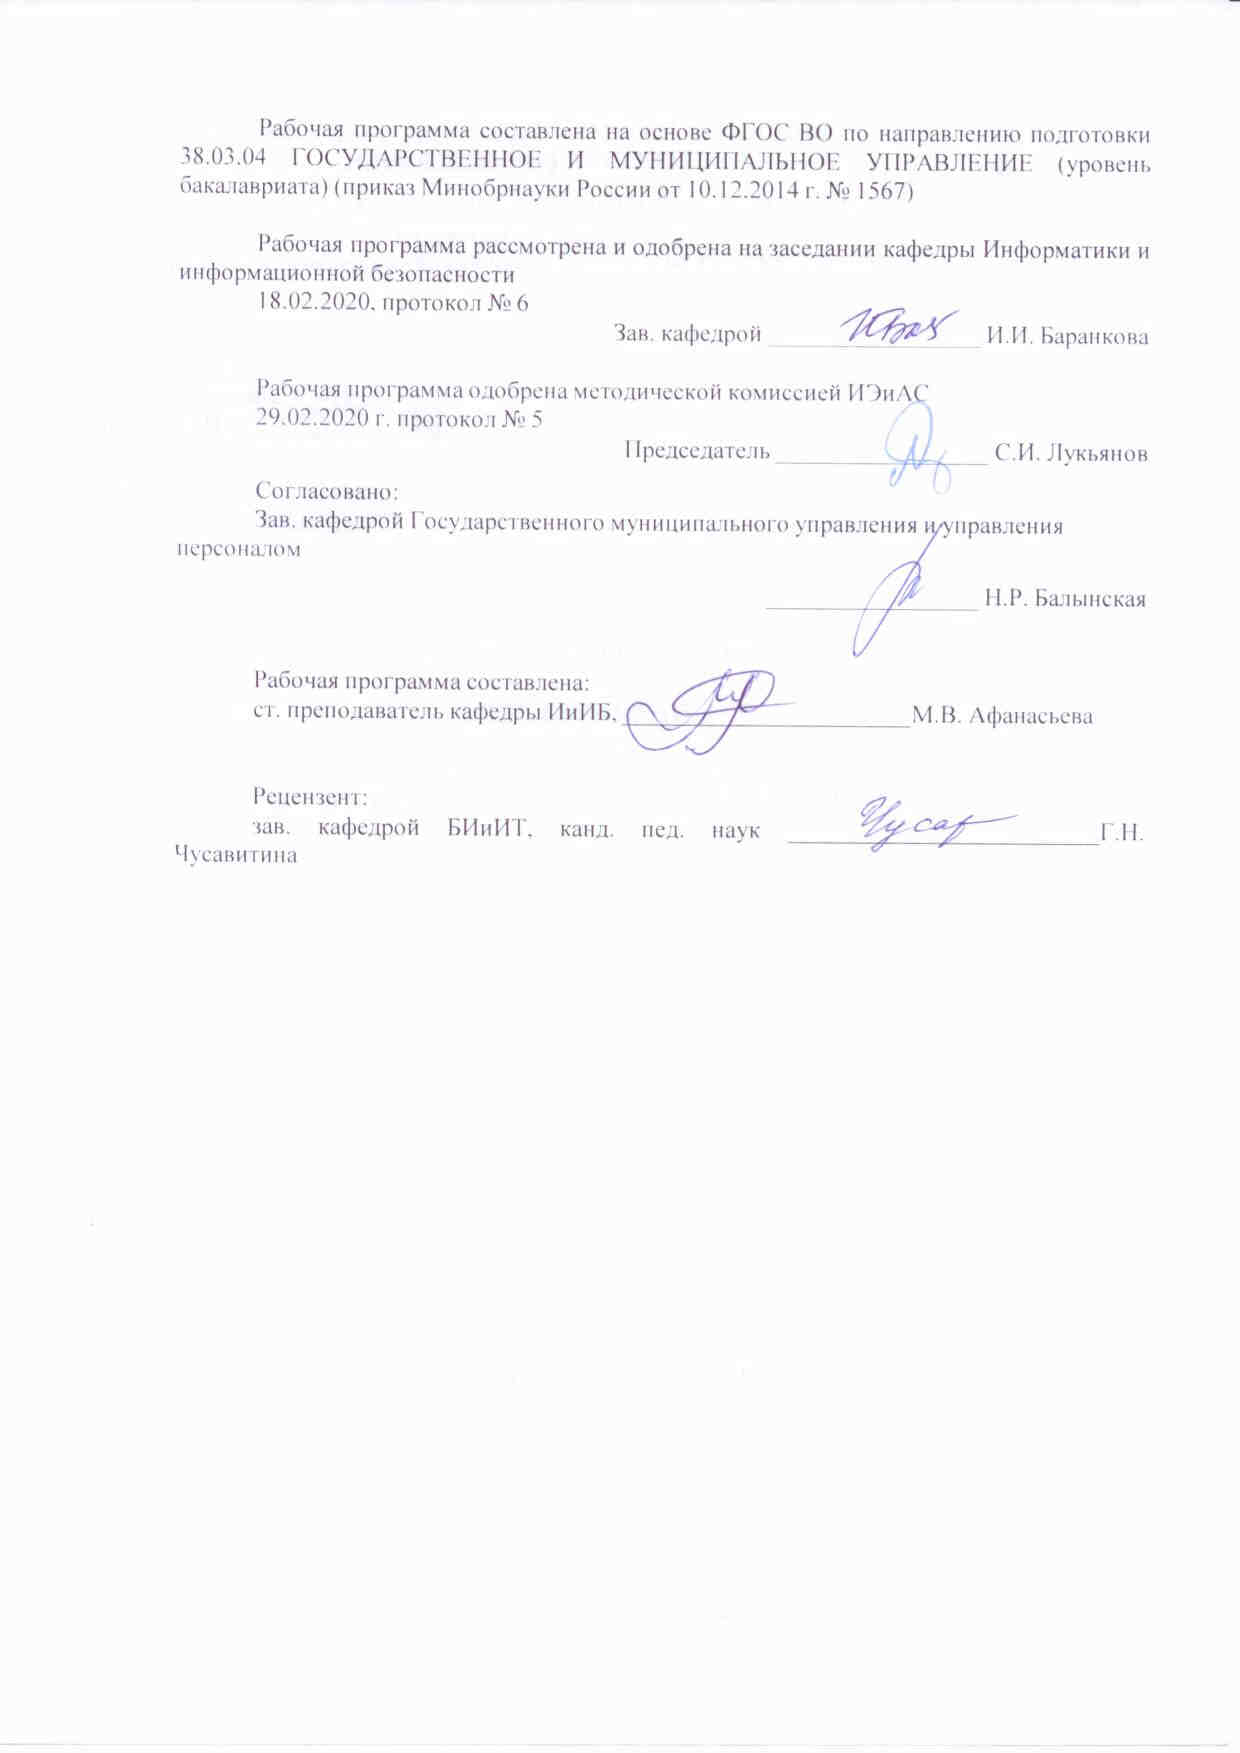 Рабочая программа составлена на основе ФГОС ВО по направлению подготовки
38.03.04 ГОСУДАРСТВЕННОЕ И МУНИЦИПАЛЬНОЕ УПРАВЛЕНИЕ (уровень
бакалавриата) (приказ Минобрнауки России от 10.12.2014 г. № 1567)
Рабочая программа рассмотрена и одобрена на заседании кафедры Информатики и
информационной безопасности
18.02.2020, протокол № 6
Зав. кафедрой И.И. Баранкова
Рабочая программа одобрена методической комиссией ИЭиАС
29.02.2020 г. протокол № 5
Председатель С.И. Лукьянов
Согласовано:
Зав. кафедрой Государственного муниципального управления и управления
персоналом
Н.Р. Балынская
Рабочая программа составлена:
ст. преподаватель кафедры ИиИБ, М.В. Афанасьева
Рецензент:
зав. кафедрой БИиИТ, канд. пед. наук Чусав Г.Н.
Чусавитина